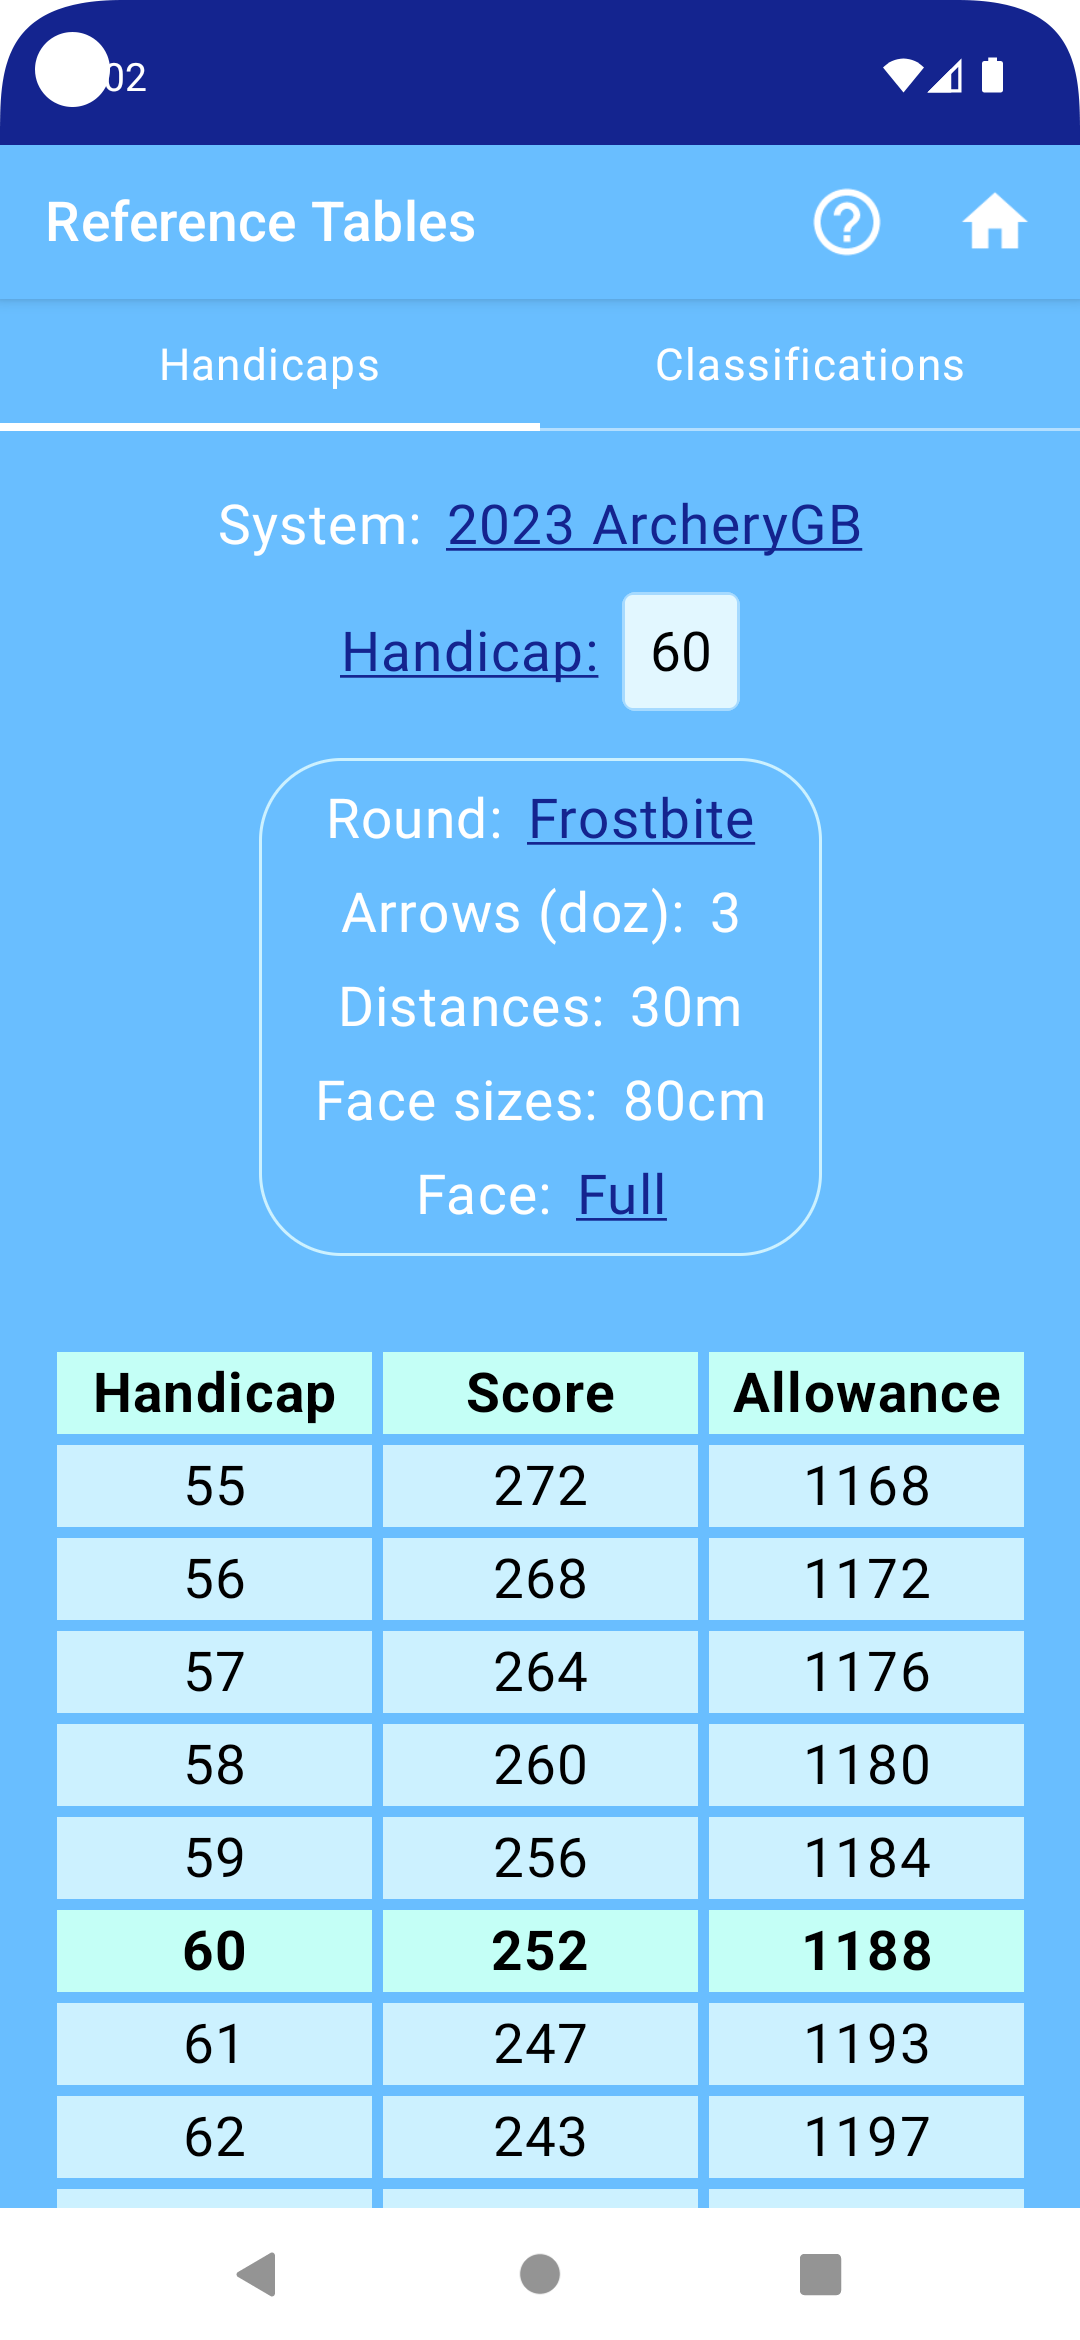 02
Reference Tables
Handicaps Classifications
System: 2023 ArcheryGB
Handicap: 60
Round: Frostbite
Arrows (doz): 3
Distances: 30m
Face sizes: 80cm
Face: Full
Handicap Score Allowance
55 272 1168
56 268 1172
57 264 1176
58 260 1180
59 256 1184
60 252 1188
61 247 1193
62 243 1197